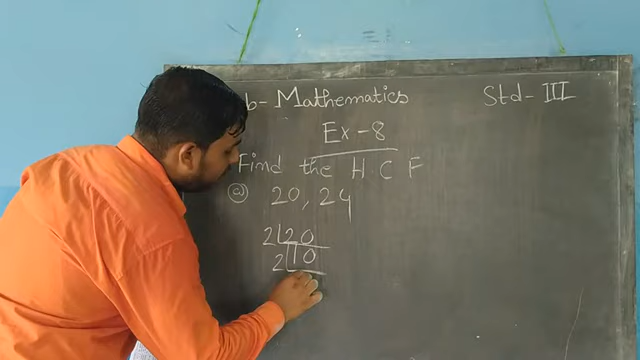 b- Mathematics Std- III
Ex-8
Find the H.C F
a) 20, 24
2 20
2 10